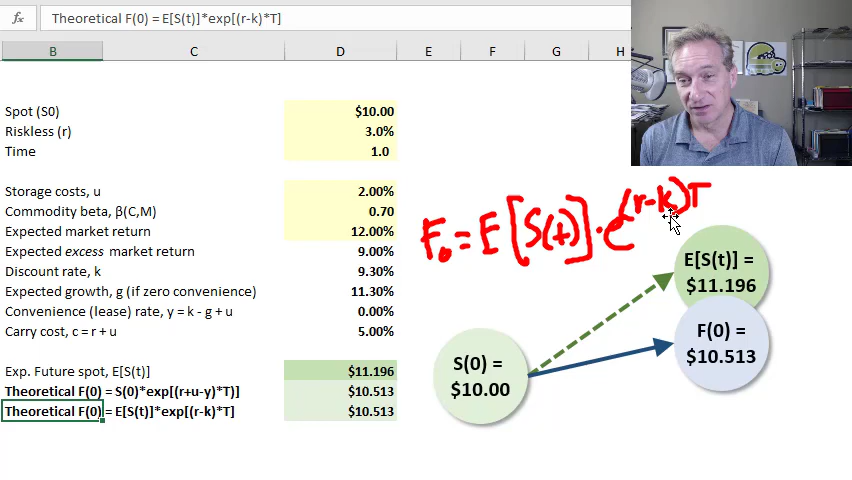 fx Theoretical F(0) = E[S(t)]*exp[(r-k)*T]
B C D E F G H
Spot (S0) $10.00
Riskless (r) 3.0%
Time 1.0
Storage costs, u 2.00%
Commodity beta, β(C,M) 0.70
Expected market return 12.00%
Expected excess market return 9.00%
Discount rate, k 9.30%
Expected growth, g (if zero convenience) 11.30%
Convenience (lease) rate, y = k - g + u 0.00%
Carry cost, c = r + u 5.00%
Exp. Future spot, E[S(t)] $11.196
Theoretical F(0) = S(0)*exp[(r+u-y)*T)] $10.513
Theoretical F(0) = E[S(t)]*exp[(r-k)*T] $10.513
F₀ = E[S(t)] · e^(r-k)T
E[S(t)] =
$11.196
F(0) =
$10.513
S(0) =
$10.00